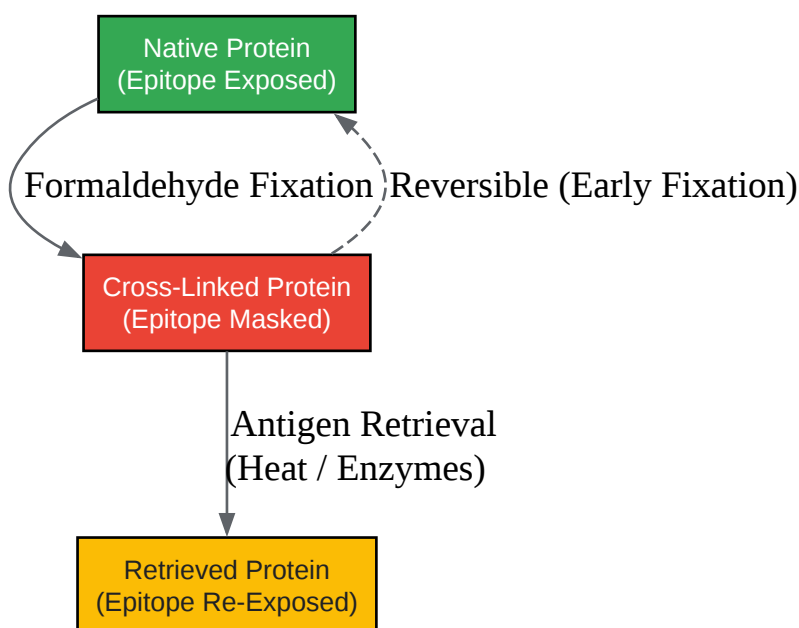 Native Protein
(Epitope Exposed)
Formaldehyde Fixation
Reversible (Early Fixation)
Cross-Linked Protein
(Epitope Masked)
Antigen Retrieval
(Heat / Enzymes)
Retrieved Protein
(Epitope Re-Exposed)